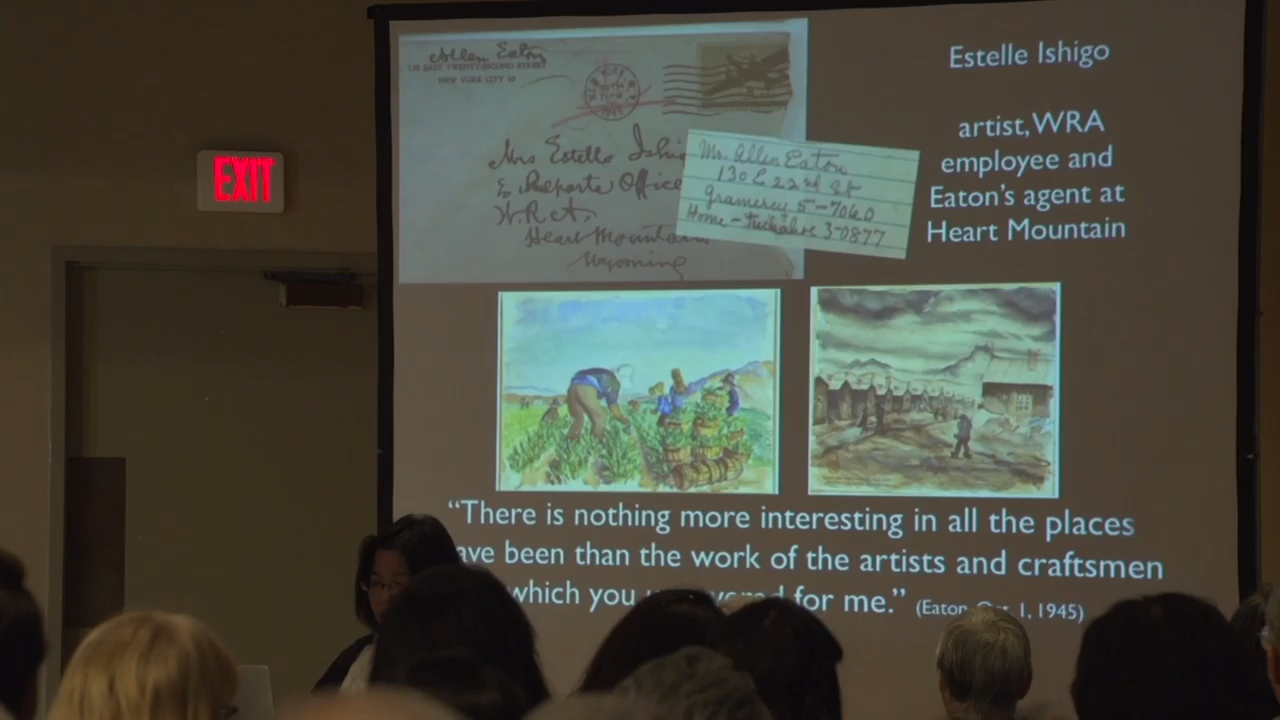 EXIT
Allen Eaton
130 EAST TWENTY-SECOND STREET
NEW YORK CITY 10
1945
Mrs Estelle Ishi
Reports Office
W.R.A.
Heart Mountain
Wyoming
Mr. Allen Eaton
130 E 22nd St
Gramercy 5-7060
Home - Tuckahoe 3-0877
Estelle Ishigo
artist, WRA
employee and
Eaton's agent at
Heart Mountain
“There is nothing more interesting in all the places
ave been than the work of the artists and craftsmen
which you for me.” (Eaton, 1, 1945)